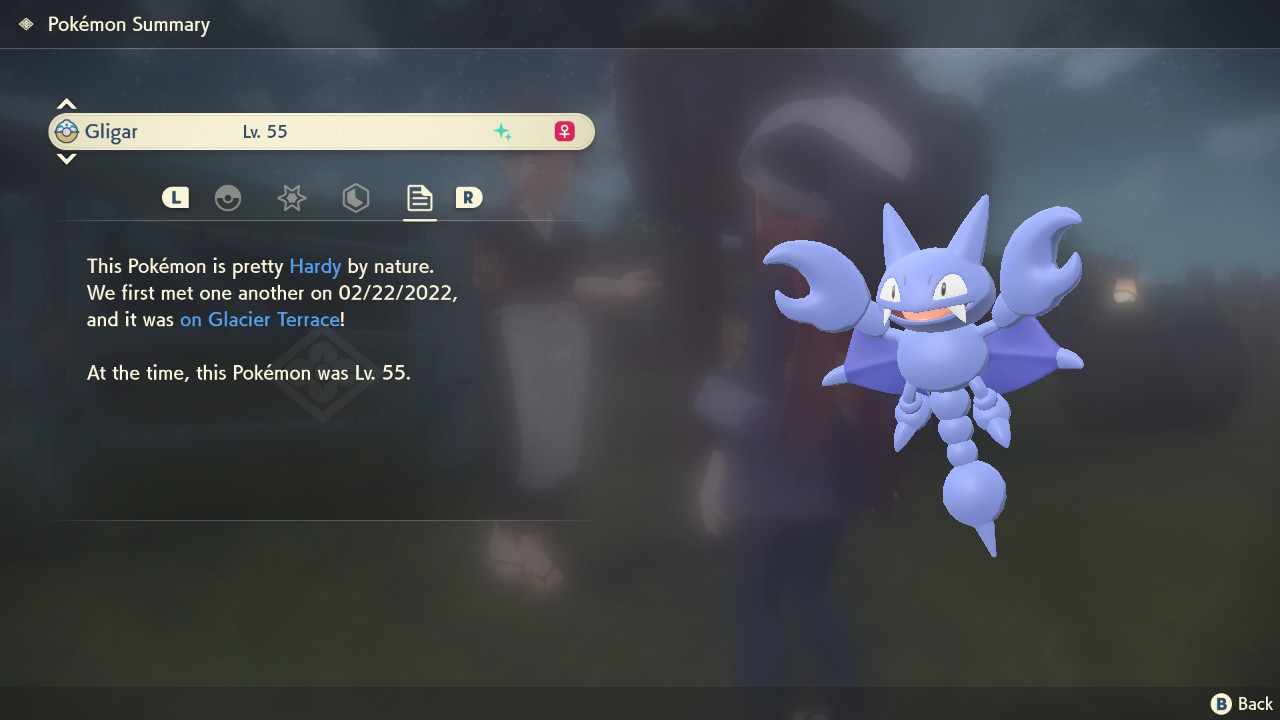 Pokémon Summary
Gligar Lv. 55
L R
This Pokémon is pretty Hardy by nature.
We first met one another on 02/22/2022,
and it was on Glacier Terrace!
At the time, this Pokémon was Lv. 55.
B Back